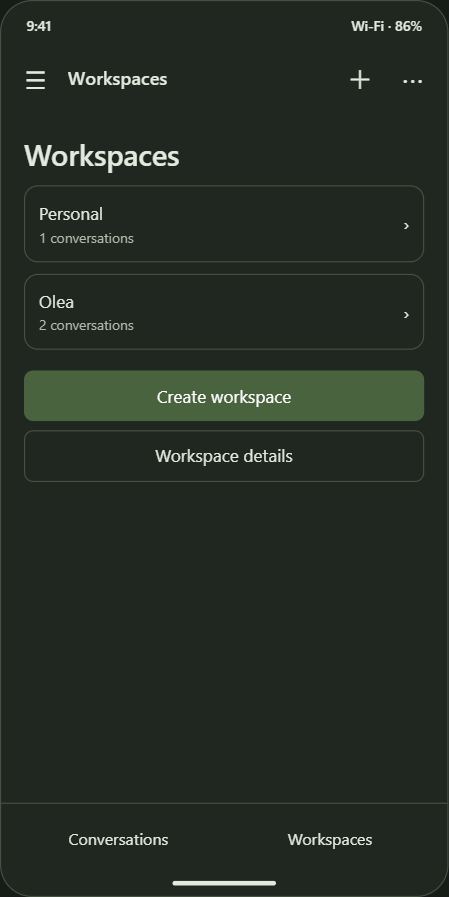 9:41 Wi-Fi · 86%
☰ Workspaces + ...
Workspaces
Personal
1 conversations
›
Olea
2 conversations
›
Create workspace
Workspace details
Conversations Workspaces